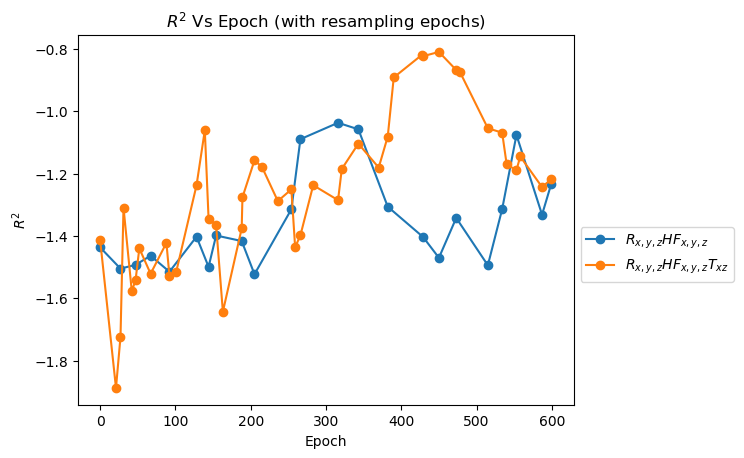 $R^2$ Vs Epoch (with resampling epochs)
$R^2$
−0.8
−1.0
−1.2
−1.4
−1.6
−1.8
0 100 200 300 400 500 600
Epoch
$R_{x,y,z}HF_{x,y,z}$
$R_{x,y,z}HF_{x,y,z}T_{xz}$